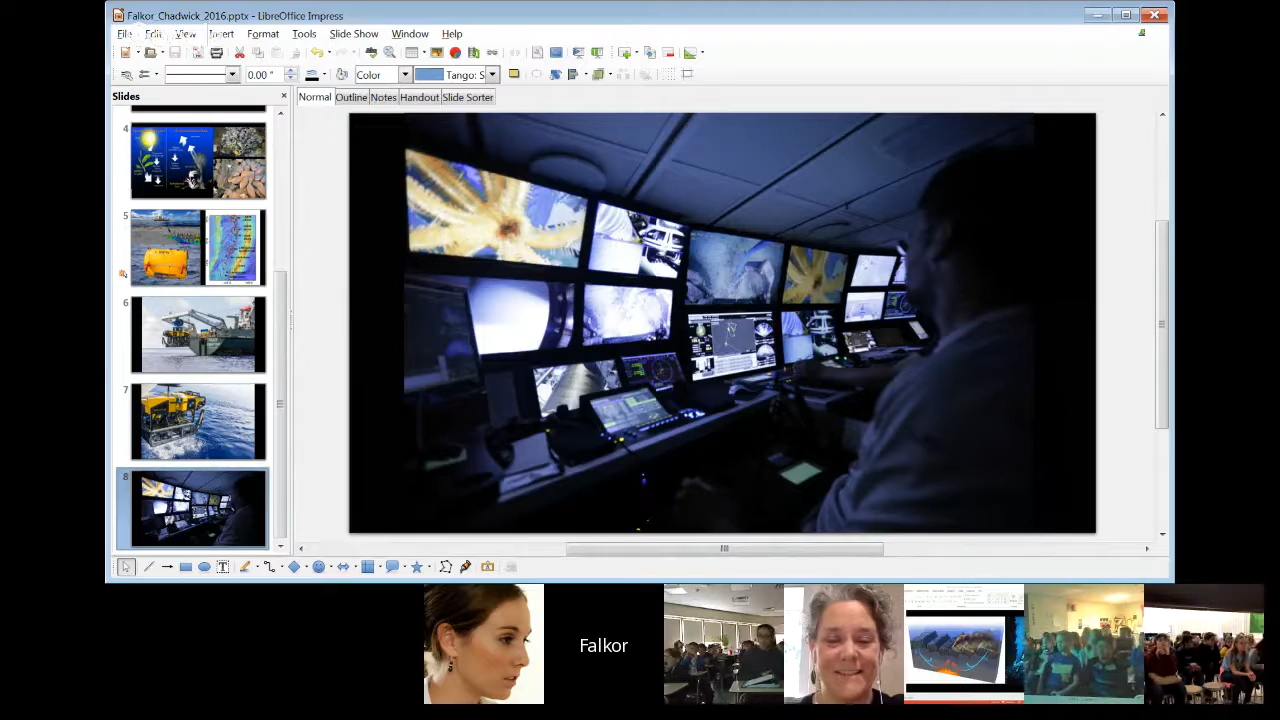 Falkor_Chadwick_2016.pptx - LibreOffice Impress
File Edit View Insert Format Tools Slide Show Window Help
0.00 " Color Tango: S
Slides
Normal Outline Notes Handout Slide Sorter
4
5
6
7
8
Falkor